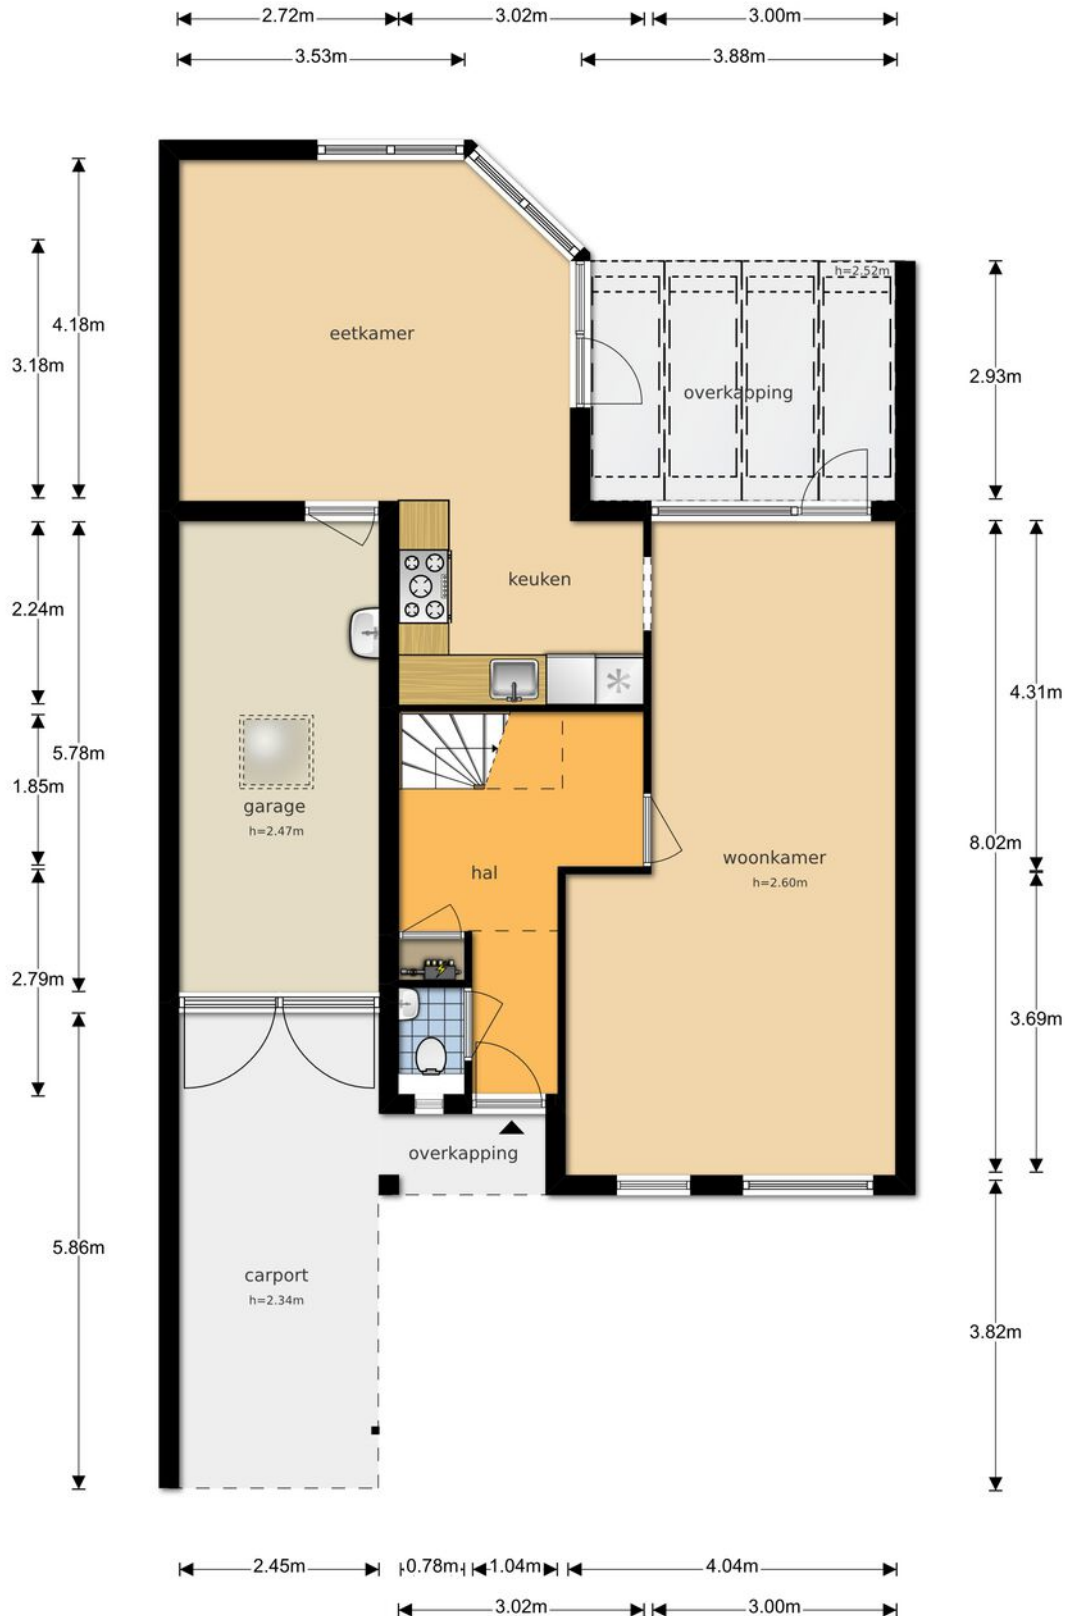 2.72m 3.02m 3.00m
3.53m 3.88m
h=2.52m
4.18m
eetkamer
3.18m
2.93m
overkapping
keuken
2.24m
4.31m
5.78m
1.85m
garage
h=2.47m
8.02m
woonkamer
h=2.60m
hal
2.79m
3.69m
overkapping
5.86m
carport
h=2.34m
3.82m
2.45m 0.78m 1.04m 4.04m
3.02m 3.00m